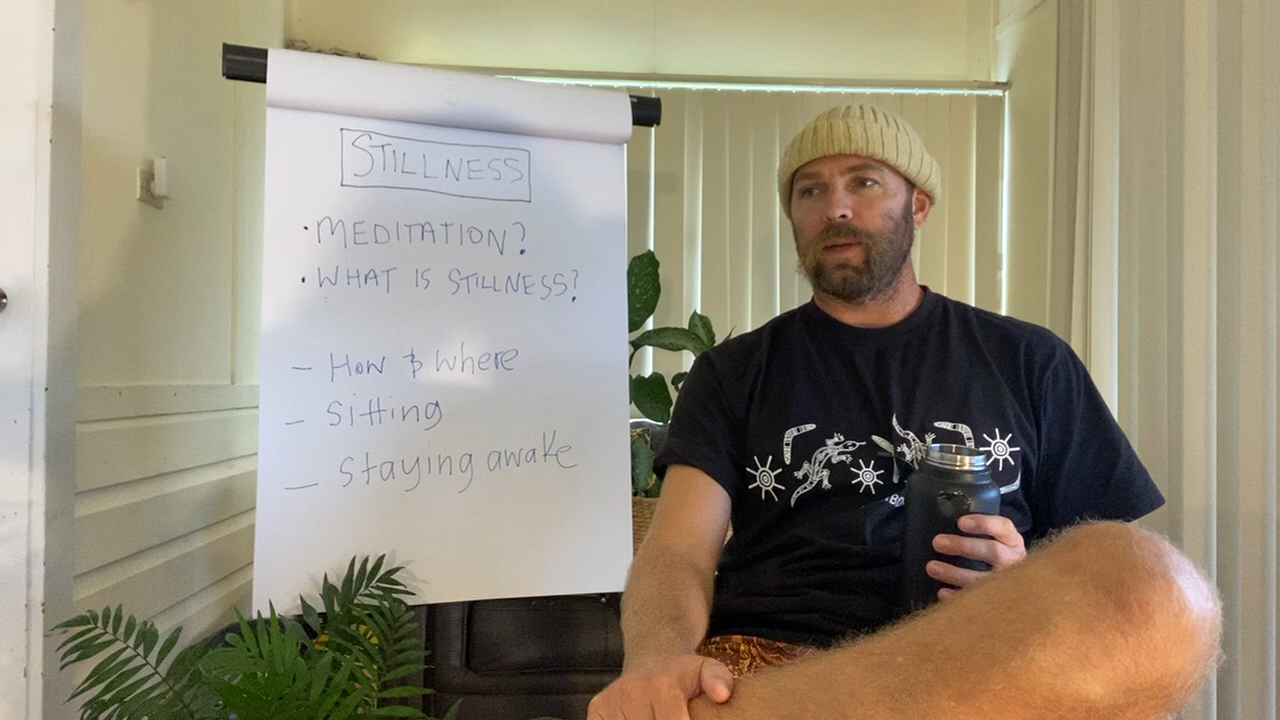 STILLNESS
· MEDITATION?
· WHAT IS STILLNESS?
– How & where
– sitting
– staying awake